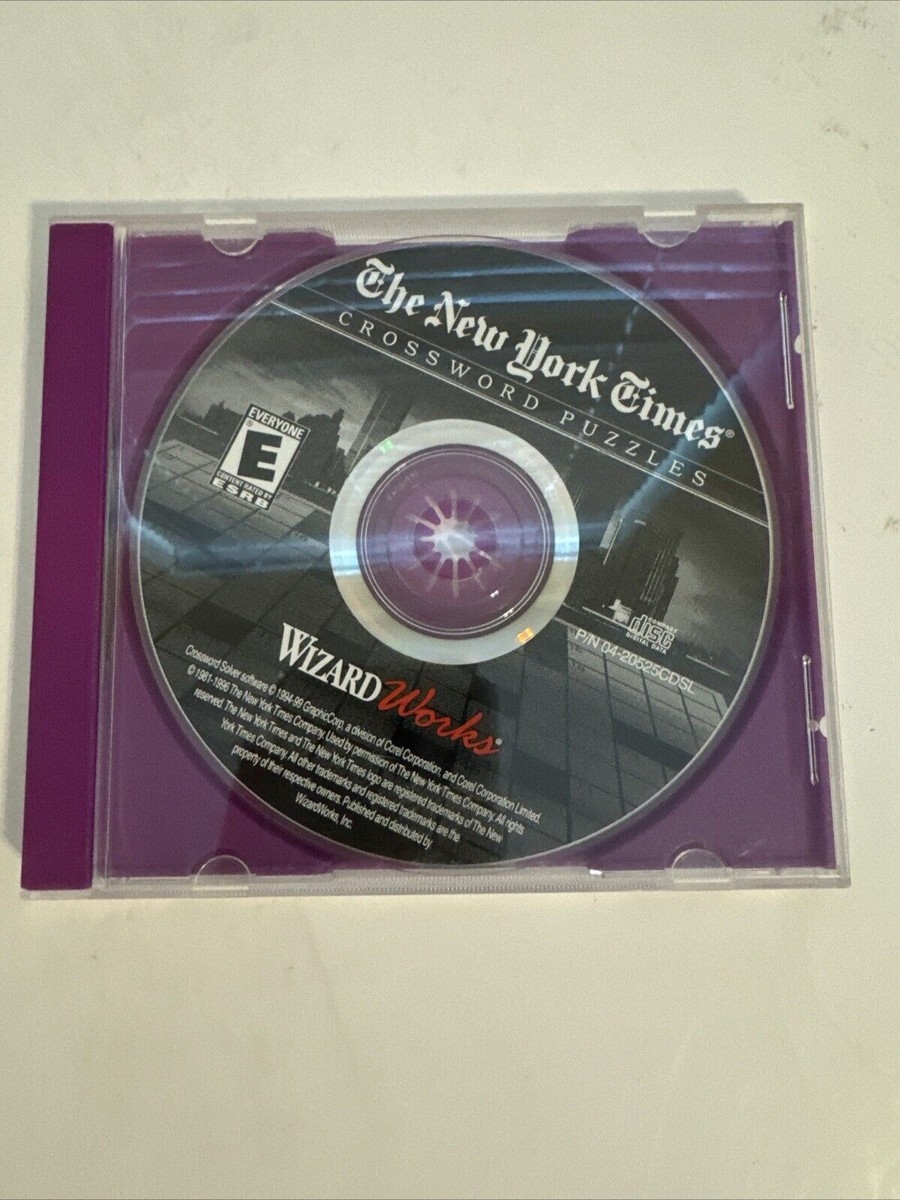 The New York Times®
CROSSWORD PUZZLES
EVERYONE
E
CONTENT RATED BY
ESRB
COMPACT
disc
DIGITAL DATA
P/N 04-20525CDSL
WIZARD Works®
Crossword Solver software © 1994-99 GraphicCorp, a division of Corel Corporation, and Corel Corporation Limited.
© 1981-1996 The New York Times Company. Used by permission of The New York Times Company. All rights
reserved. The New York Times and The New York Times logo are registered trademarks of The New
York Times Company. All other trademarks and registered trademarks are the
property of their respective owners. Published and distributed by
WizardWorks, Inc.